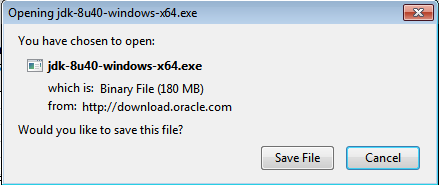 Opening jdk-8u40-windows-x64.exe
You have chosen to open:
jdk-8u40-windows-x64.exe
which is: Binary File (180 MB)
from: http://download.oracle.com
Would you like to save this file?
Save File Cancel